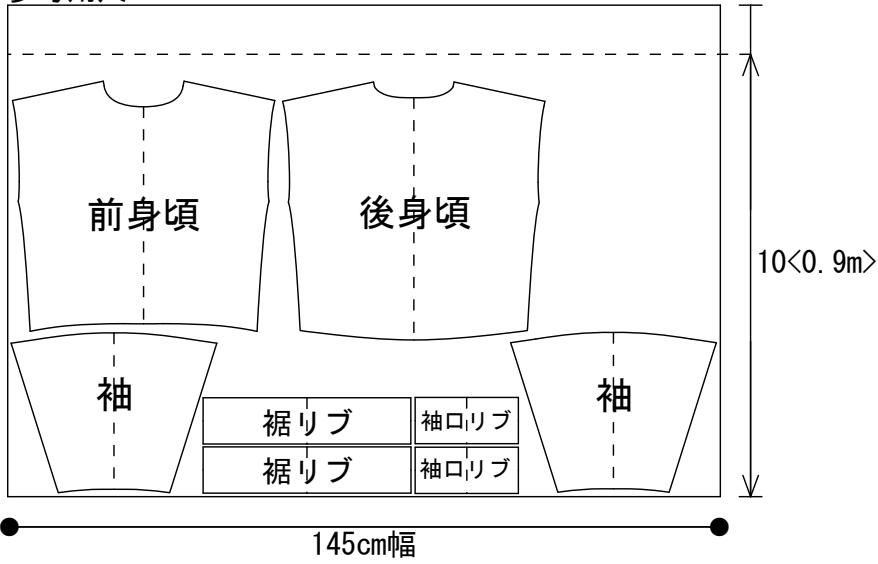 前身頃
後身頃
10<0.9m>
袖
袖
裾リブ
袖口リブ
裾リブ
袖口リブ
145cm幅